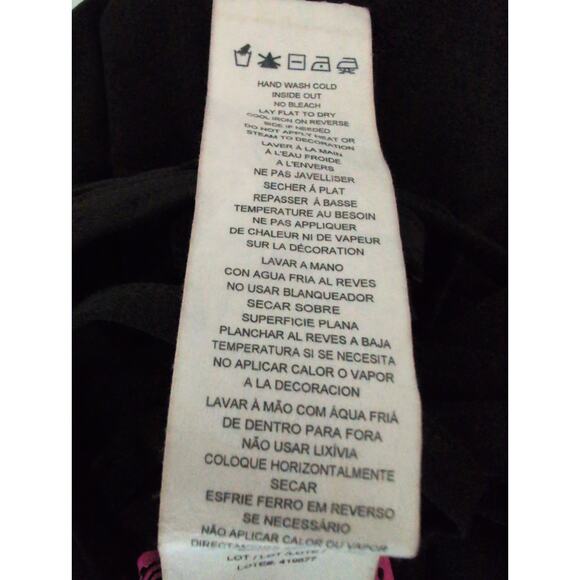 HAND WASH COLD
INSIDE OUT
NO BLEACH
LAY FLAT TO DRY
COOL IRON ON REVERSE
SIDE IF NEEDED
DO NOT APPLY HEAT OR
STEAM TO DECORATION
LAVER À LA MAIN
À L'EAU FROIDE
A L'ENVERS
NE PAS JAVELLISER
SECHER Á PLAT
REPASSER Á BASSE
TEMPERATURE AU BESOIN
NE PAS APPLIQUER
DE CHALEUR NI DE VAPEUR
SUR LA DÉCORATION
LAVAR A MANO
CON AGUA FRIA AL REVES
NO USAR BLANQUEADOR
SECAR SOBRE
SUPERFICIE PLANA
PLANCHAR AL REVES A BAJA
TEMPERATURA SI SE NECESITA
NO APLICAR CALOR O VAPOR
A LA DECORACION
LAVAR À MÃO COM ÁQUA FRIÁ
DE DENTRO PARA FORA
NÃO USAR LIXÍVIA
COLOQUE HORIZONTALMENTE
SECAR
ESFRIE FERRO EM REVERSO
SE NECESSÁRIO
NÃO APLICAR CALOR OU VAPOR
LOT / LOT